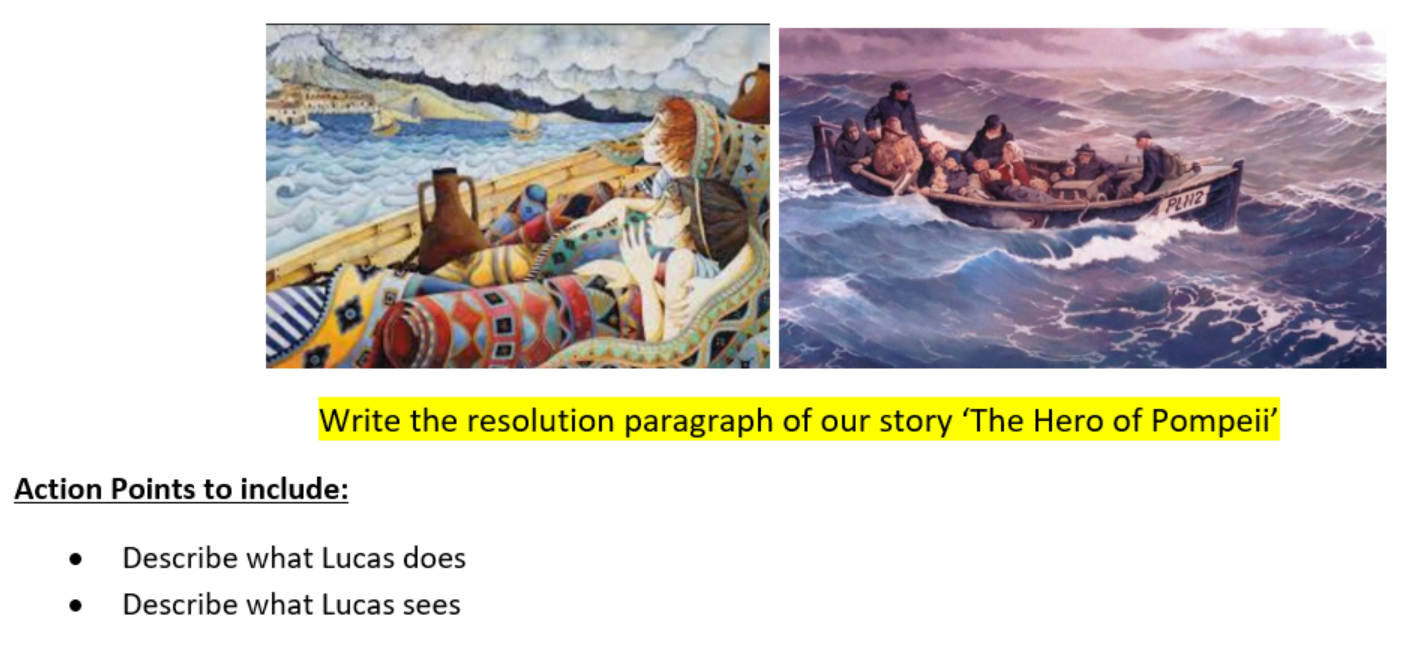 PL112
Write the resolution paragraph of our story ‘The Hero of Pompeii’
Action Points to include:
• Describe what Lucas does
• Describe what Lucas sees